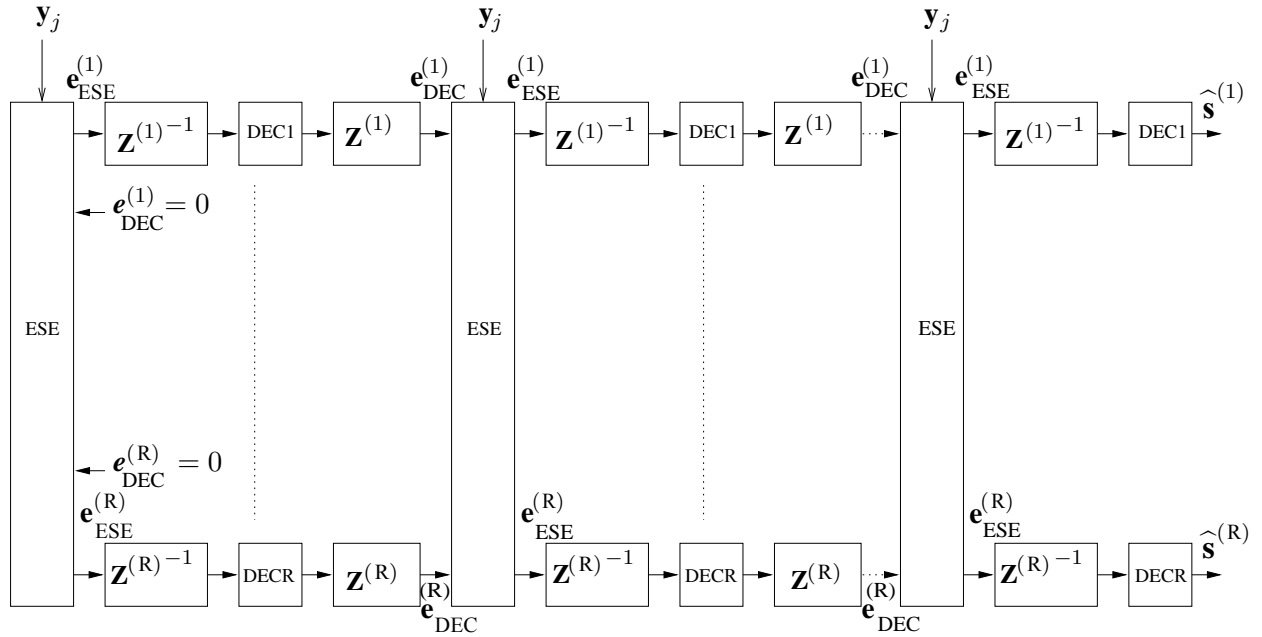 y_j y_j y_j
e_ESE^(1) e_DEC^(1) e_ESE^(1) e_DEC^(1) e_ESE^(1) ŝ^(1)
Z^(1)^−1 DEC1 Z^(1) Z^(1)^−1 DEC1 Z^(1) Z^(1)^−1 DEC1
e_DEC^(1) = 0
ESE ESE ESE
e_DEC^(R) = 0
e_ESE^(R) e_ESE^(R) e_ESE^(R) ŝ^(R)
Z^(R)^−1 DECR Z^(R) Z^(R)^−1 DECR Z^(R) Z^(R)^−1 DECR
e_DEC^(R) e_DEC^(R)